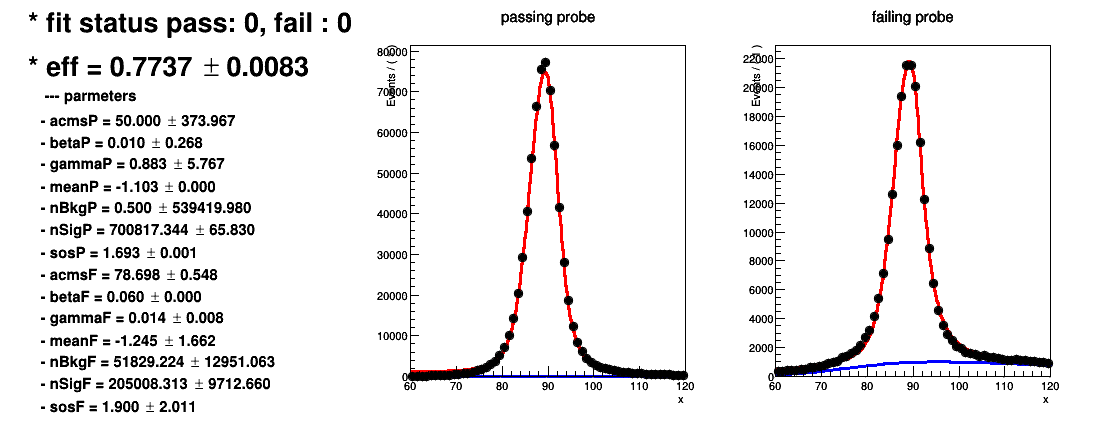 * fit status pass: 0, fail : 0
* eff = 0.7737 ± 0.0083
--- parmeters
- acmsP = 50.000 ± 373.967
- betaP = 0.010 ± 0.268
- gammaP = 0.883 ± 5.767
- meanP = -1.103 ± 0.000
- nBkgP = 0.500 ± 539419.980
- nSigP = 700817.344 ± 65.830
- sosP = 1.693 ± 0.001
- acmsF = 78.698 ± 0.548
- betaF = 0.060 ± 0.000
- gammaF = 0.014 ± 0.008
- meanF = -1.245 ± 1.662
- nBkgF = 51829.224 ± 12951.063
- nSigF = 205008.313 ± 9712.660
- sosF = 1.900 ± 2.011
passing probe
Events / (
80000
70000
60000
50000
40000
30000
20000
10000
0
60 70 80 90 100 110 120
x
failing probe
Events / ( )
22000
20000
18000
16000
14000
12000
10000
8000
6000
4000
2000
0
60 70 80 90 100 110 120
x